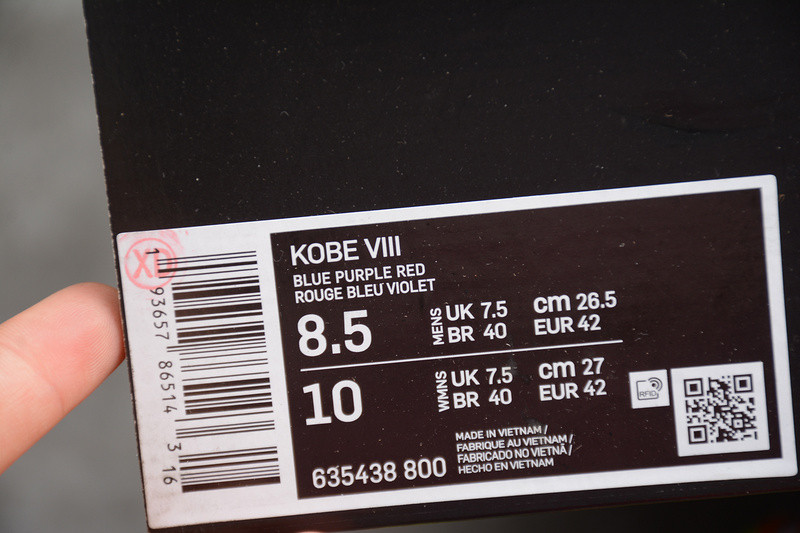 XD
1 93657 86514 3 16
KOBE VIII
BLUE PURPLE RED
ROUGE BLEU VIOLET
8.5 MENS UK 7.5 cm 26.5
BR 40 EUR 42
10 WMNS UK 7.5 cm 27
BR 40 EUR 42
RFID
635438 800
MADE IN VIETNAM /
FABRIQUE AU VIETNAM /
FABRICADO NO VIETNÃ /
HECHO EN VIETNAM